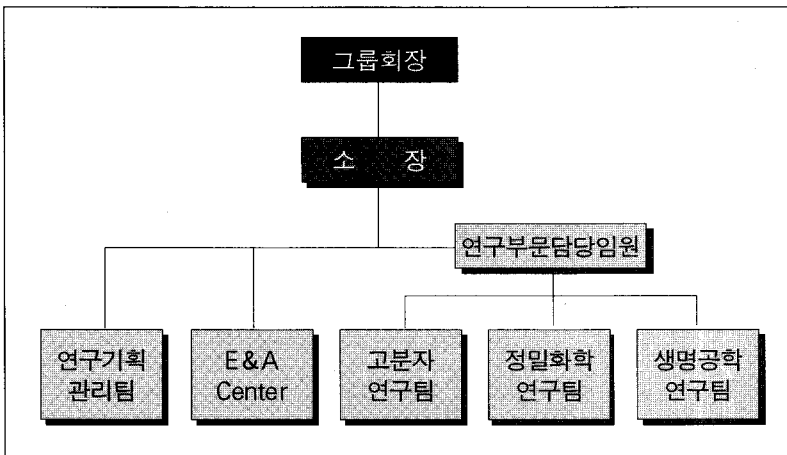 그룹회장
소 장
연구부문담당임원
연구기획
관리팀
E&A
Center
고분자
연구팀
정밀화학
연구팀
생명공학
연구팀